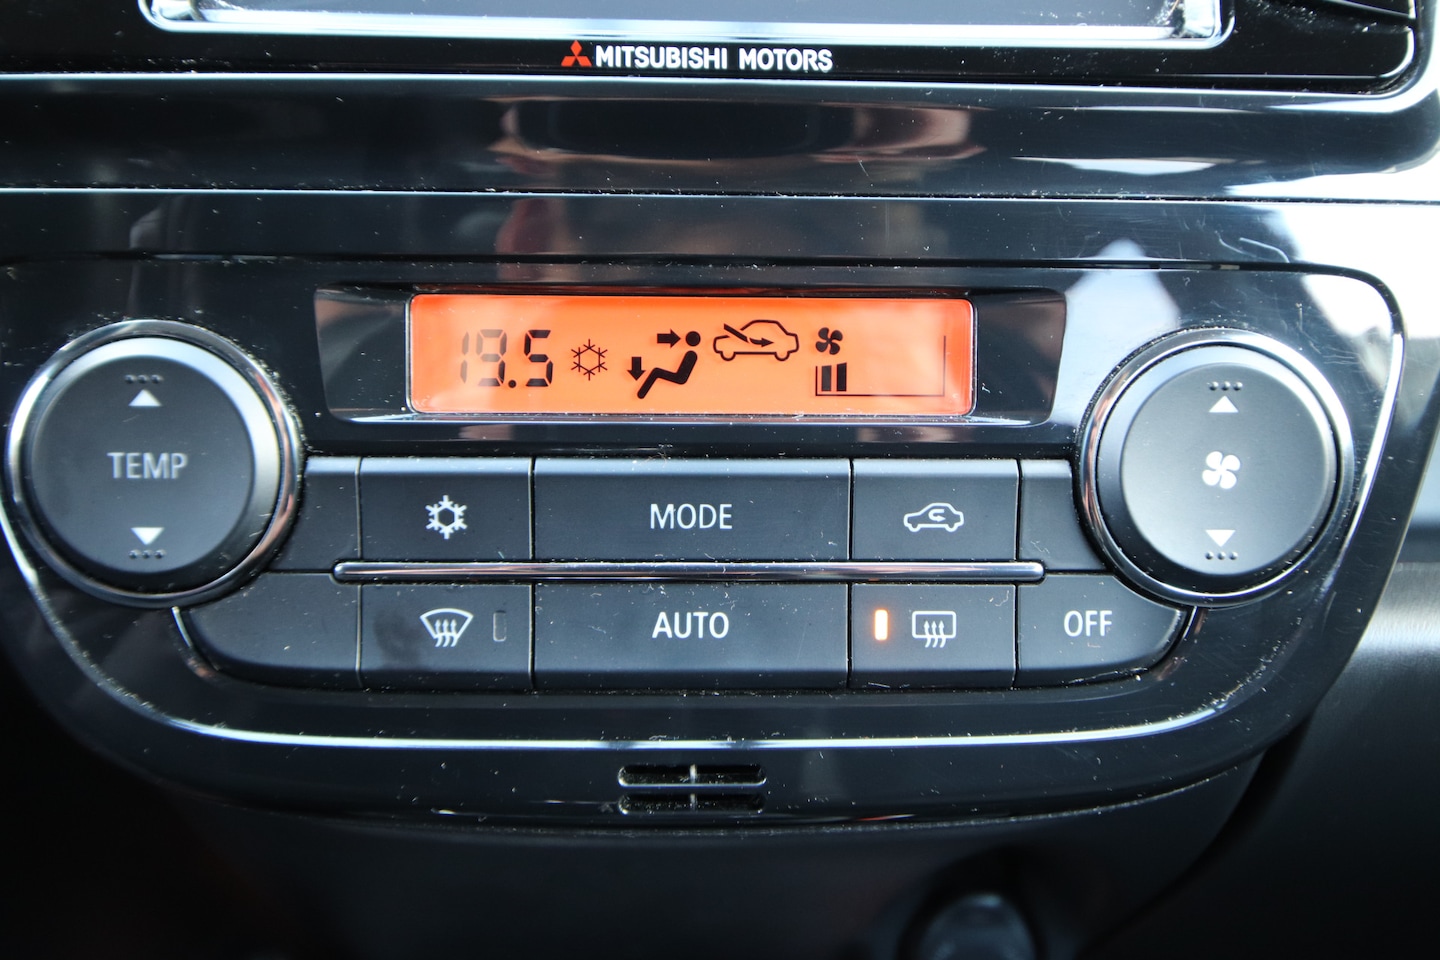 MITSUBISHI MOTORS
19.5
TEMP
MODE
AUTO
OFF